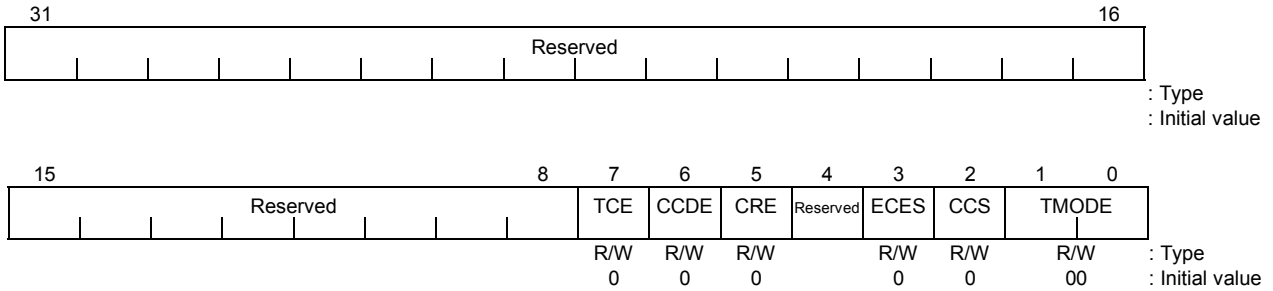 31 16
Reserved
: Type
: Initial value
15 8 7 6 5 4 3 2 1 0
Reserved TCE CCDE CRE Reserved ECES CCS TMODE
R/W R/W R/W R/W R/W R/W : Type
0 0 0 0 0 00 : Initial value